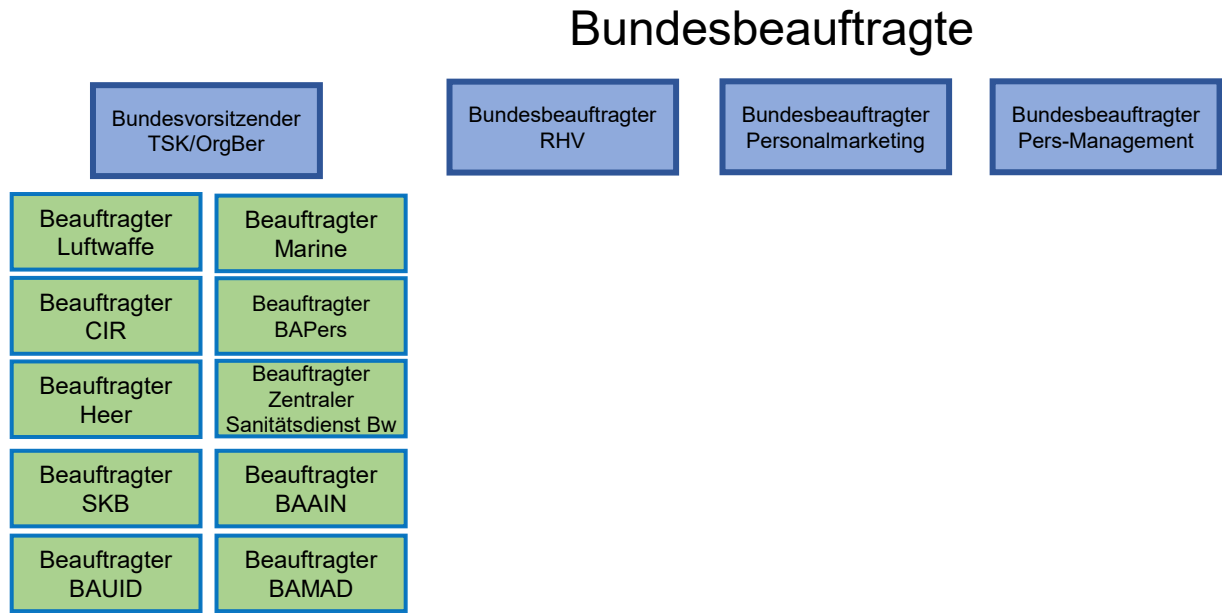 Bundesbeauftragte
Bundesvorsitzender
TSK/OrgBer
Bundesbeauftragter
RHV
Bundesbeauftragter
Personalmarketing
Bundesbeauftragter
Pers-Management
Beauftragter
Luftwaffe
Beauftragter
Marine
Beauftragter
CIR
Beauftragter
BAPers
Beauftragter
Heer
Beauftragter
Zentraler
Sanitätsdienst Bw
Beauftragter
SKB
Beauftragter
BAAIN
Beauftragter
BAUID
Beauftragter
BAMAD